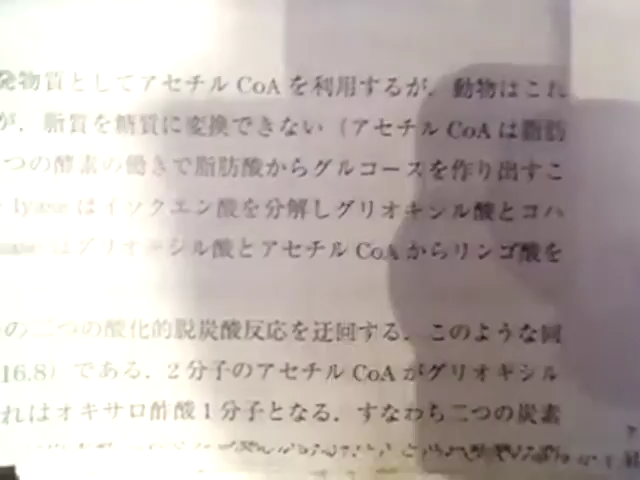 発物質としてアセチル CoA を利用するが，動物はこれ
が，脂質を糖質に変換できない（アセチル CoA は脂肪
つの酵素の働きで脂肪酸からグルコースを作り出すこ
lyase はイソクエン酸を分解しグリオキシル酸とコハ
はグリオキシル酸とアセチル CoA からリンゴ酸を
の二つの酸化的脱炭酸反応を迂回する．このような回
16.8）である．2 分子のアセチル CoA がグリオキシル
れはオキサロ酢酸 1 分子となる．すなわち二つの炭素